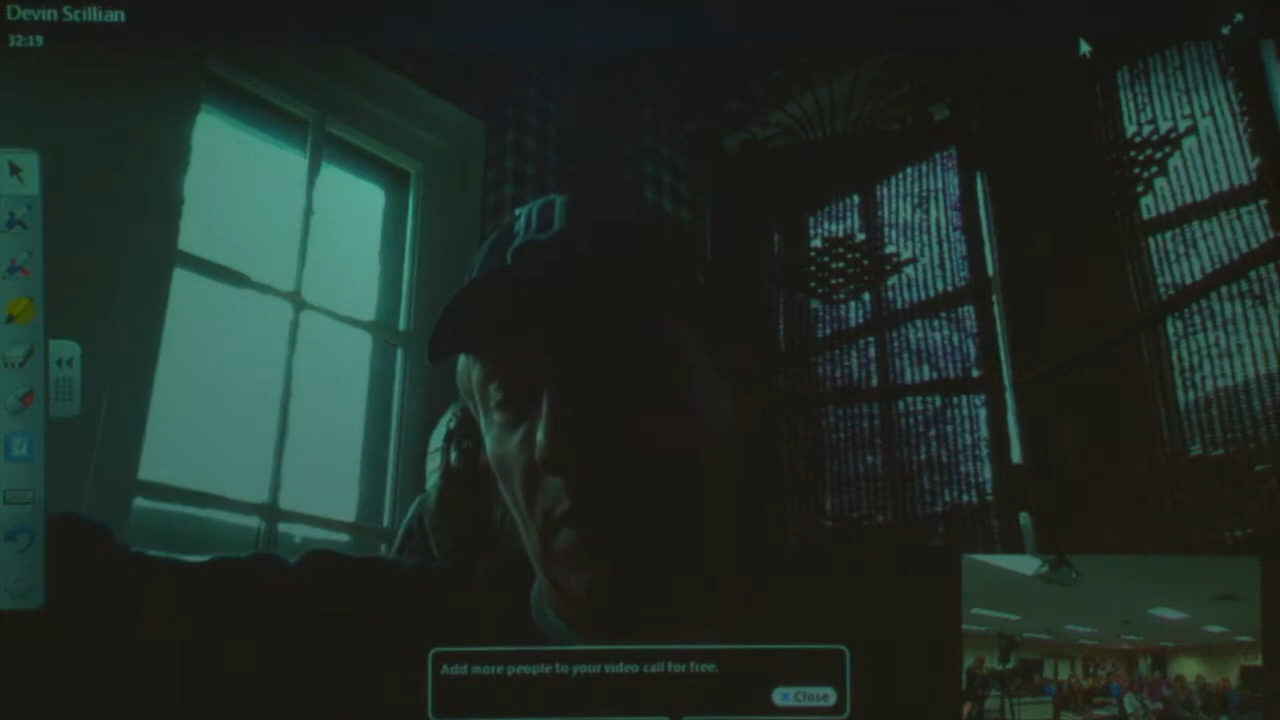 Devin Scillian
32:19
D
Add more people to your video call for free.
Close